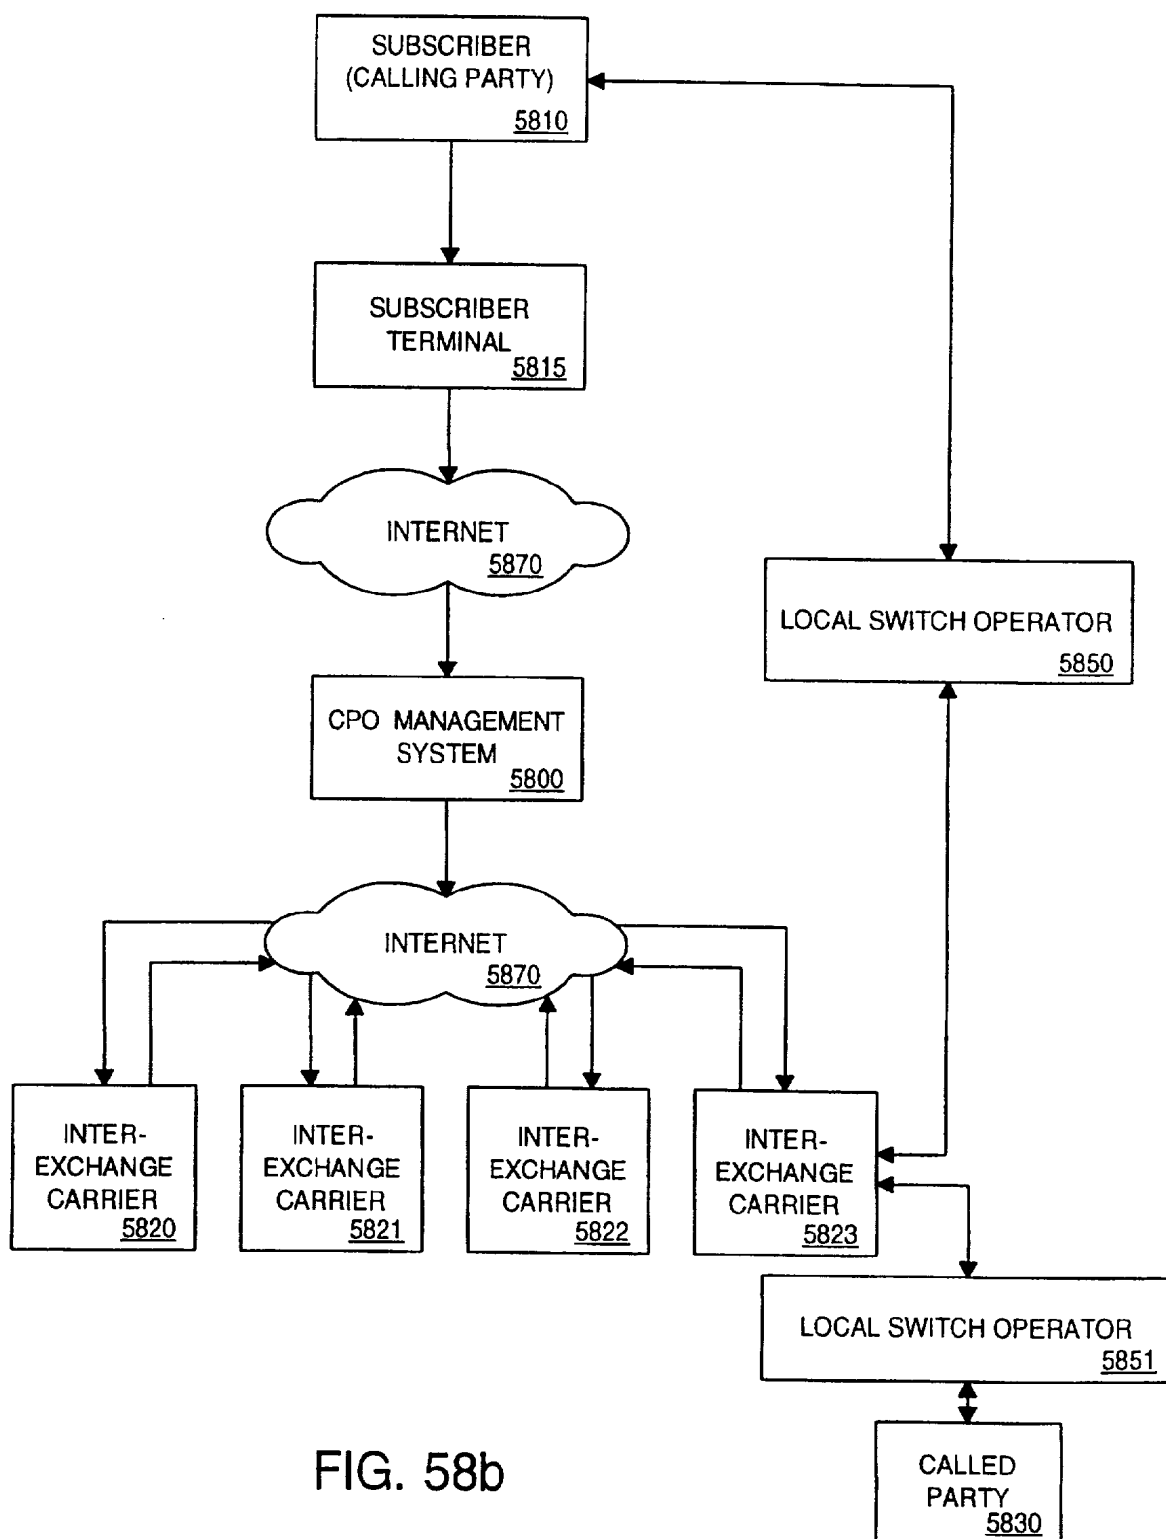 SUBSCRIBER
(CALLING PARTY)
5810
SUBSCRIBER
TERMINAL
5815
INTERNET
5870
LOCAL SWITCH OPERATOR
5850
CPO MANAGEMENT
SYSTEM
5800
INTERNET
5870
INTER-
EXCHANGE
CARRIER
5820
INTER-
EXCHANGE
CARRIER
5821
INTER-
EXCHANGE
CARRIER
5822
INTER-
EXCHANGE
CARRIER
5823
LOCAL SWITCH OPERATOR
5851
CALLED
PARTY
5830
FIG. 58b